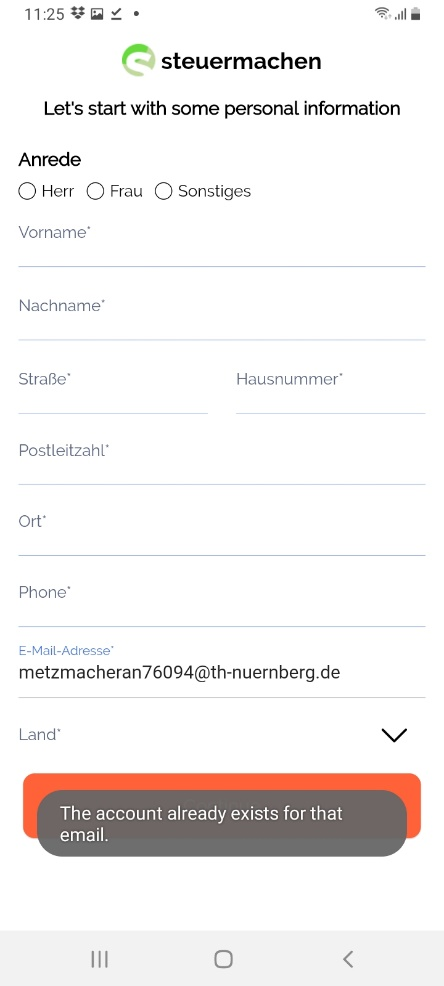 11:25
steuermachen
Let's start with some personal information
Anrede
Herr Frau Sonstiges
Vorname*
Nachname*
Straße* Hausnummer*
Postleitzahl*
Ort*
Phone*
E-Mail-Adresse*
metzmacheran76094@th-nuernberg.de
Land*
The account already exists for that
email.